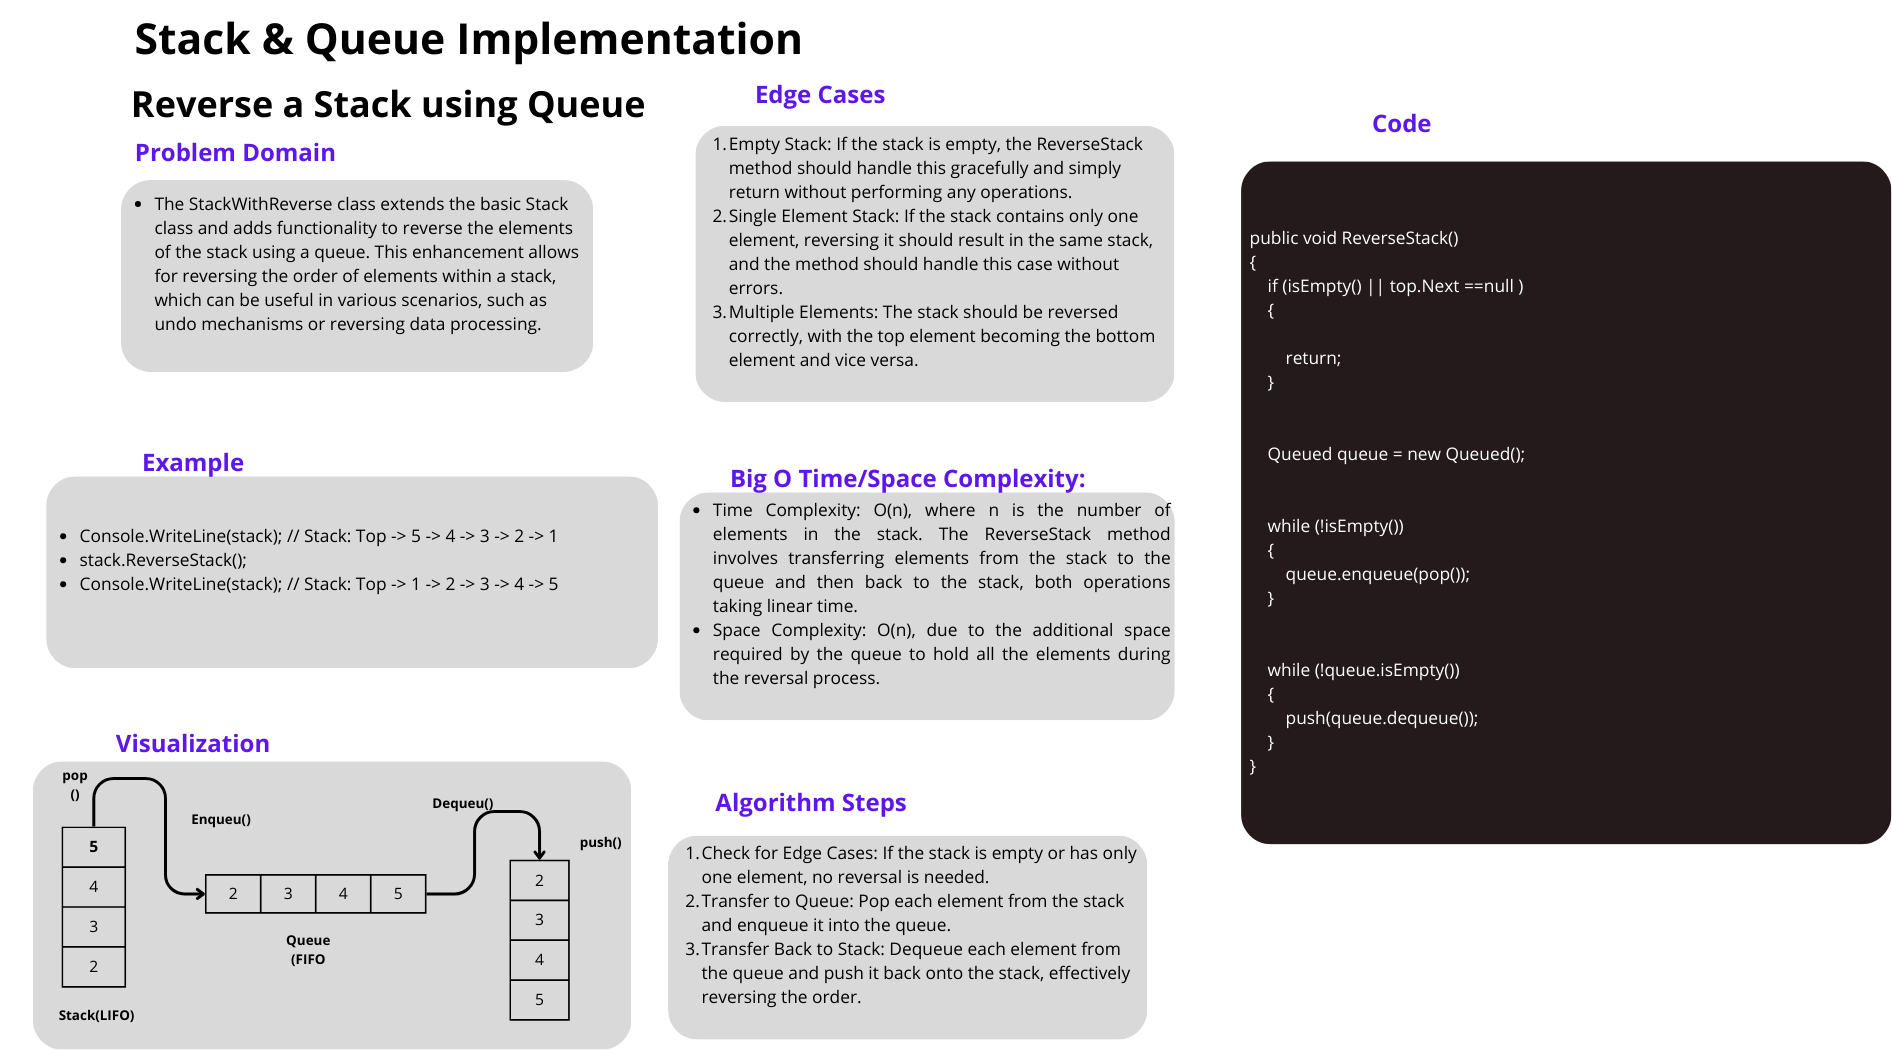 Stack & Queue Implementation
Reverse a Stack using Queue
Problem Domain
• The StackWithReverse class extends the basic Stack
class and adds functionality to reverse the elements
of the stack using a queue. This enhancement allows
for reversing the order of elements within a stack,
which can be useful in various scenarios, such as
undo mechanisms or reversing data processing.
Example
• Console.WriteLine(stack); // Stack: Top -> 5 -> 4 -> 3 -> 2 -> 1
• stack.ReverseStack();
• Console.WriteLine(stack); // Stack: Top -> 1 -> 2 -> 3 -> 4 -> 5
Visualization
pop
()
Enqueu()
Dequeu()
push()
5
4
3
2
Stack(LIFO)
2 3 4 5
Queue
(FIFO
2
3
4
5
Edge Cases
1. Empty Stack: If the stack is empty, the ReverseStack
method should handle this gracefully and simply
return without performing any operations.
2. Single Element Stack: If the stack contains only one
element, reversing it should result in the same stack,
and the method should handle this case without
errors.
3. Multiple Elements: The stack should be reversed
correctly, with the top element becoming the bottom
element and vice versa.
Big O Time/Space Complexity:
• Time Complexity: O(n), where n is the number of
elements in the stack. The ReverseStack method
involves transferring elements from the stack to the
queue and then back to the stack, both operations
taking linear time.
• Space Complexity: O(n), due to the additional space
required by the queue to hold all the elements during
the reversal process.
Algorithm Steps
1. Check for Edge Cases: If the stack is empty or has only
one element, no reversal is needed.
2. Transfer to Queue: Pop each element from the stack
and enqueue it into the queue.
3. Transfer Back to Stack: Dequeue each element from
the queue and push it back onto the stack, effectively
reversing the order.
Code
public void ReverseStack()
{
if (isEmpty() || top.Next ==null )
{
return;
}
Queued queue = new Queued();
while (!isEmpty())
{
queue.enqueue(pop());
}
while (!queue.isEmpty())
{
push(queue.dequeue());
}
}